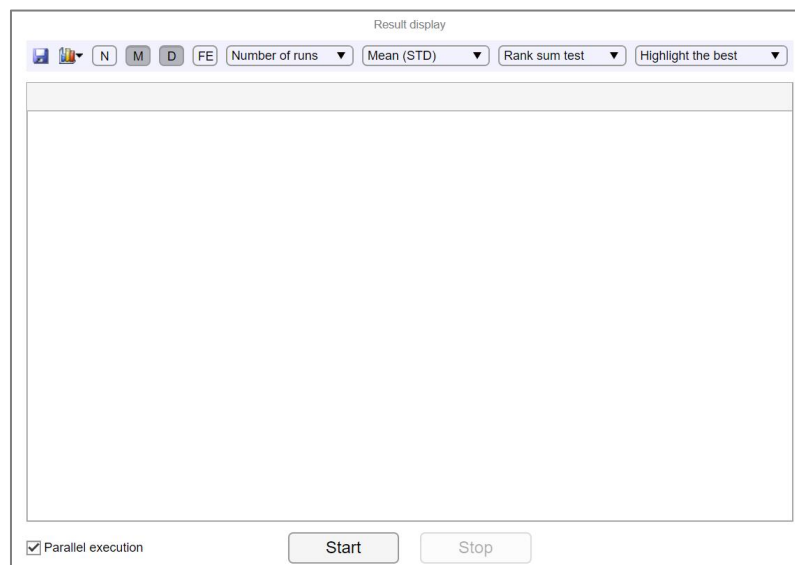 Result display
N M D FE Number of runs Mean (STD) Rank sum test Highlight the best
Parallel execution Start Stop